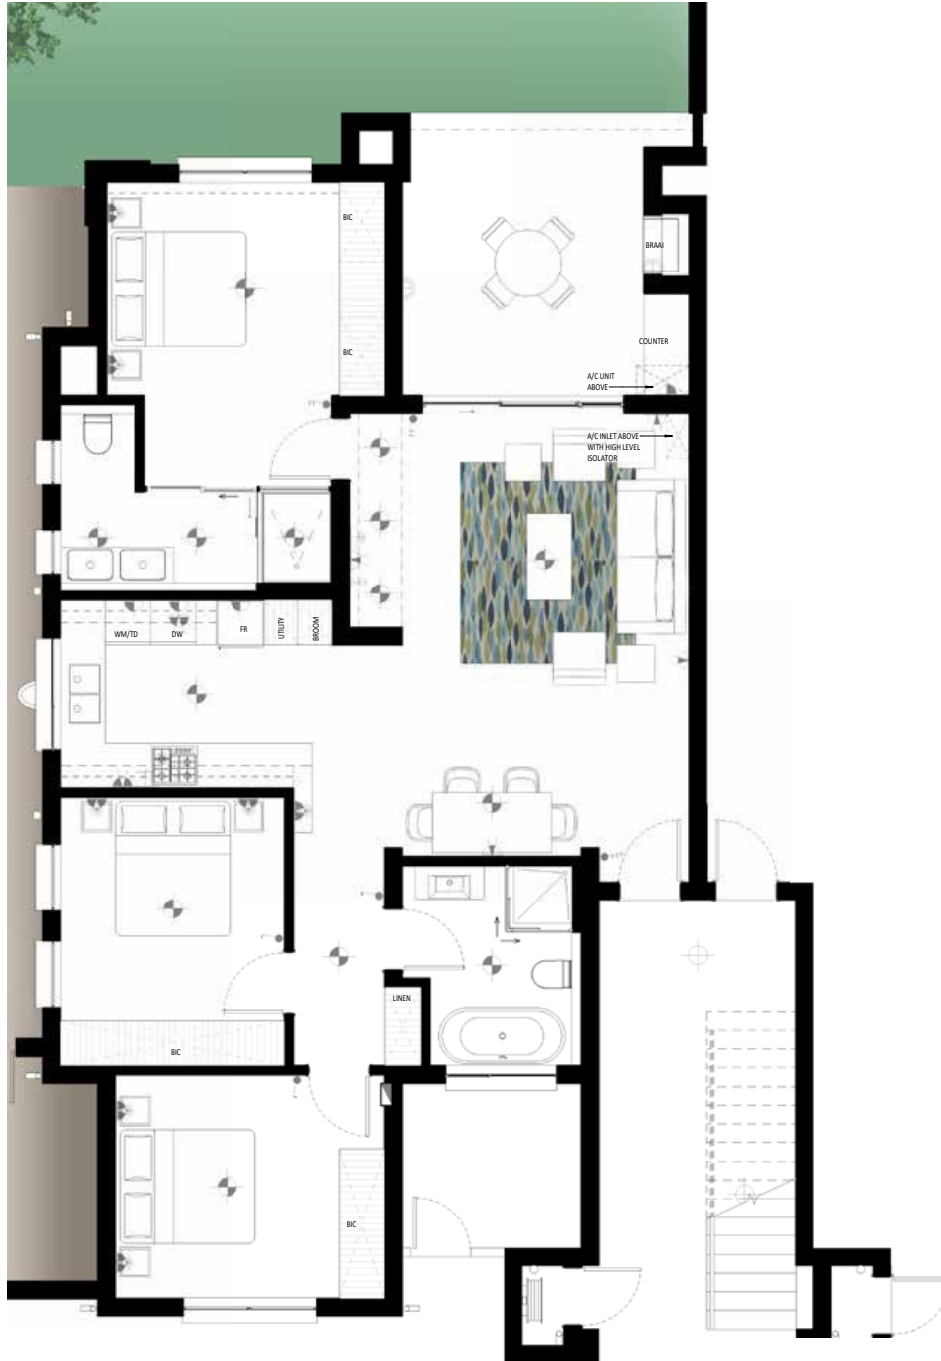 BIC
BRAAI
BIC
COUNTER
A/C UNIT
ABOVE
A/C INLET ABOVE
WITH HIGH LEVEL
ISOLATOR
WM/TD
DW
FR
UTILITY
BROOM
LINEN
BIC
BIC